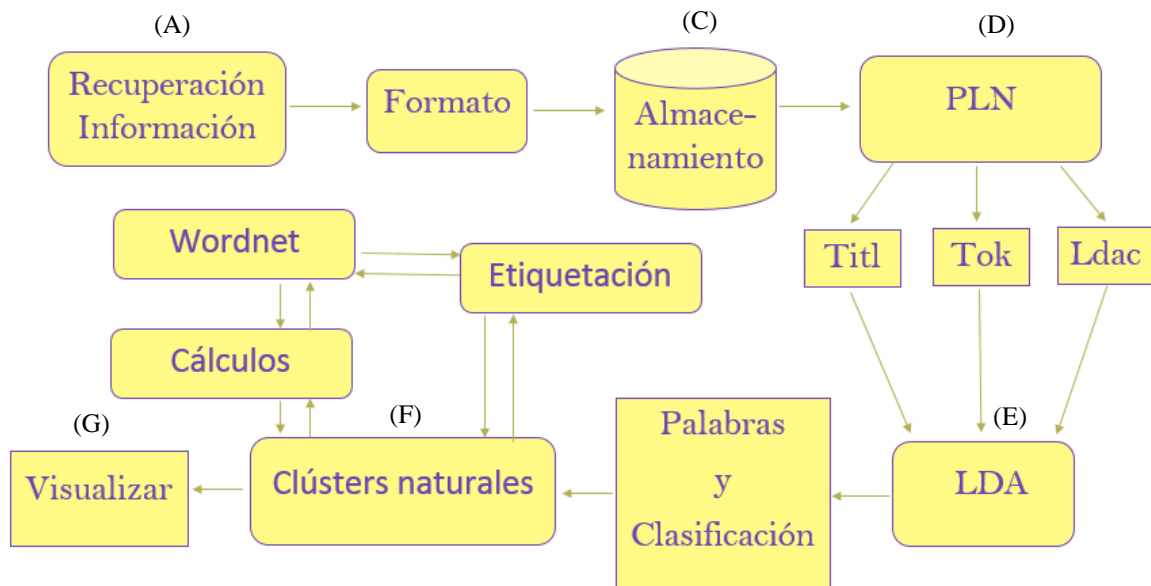 (A)
(C)
(D)
Recuperación
Información
Formato
Almace-
namiento
PLN
Titl
Tok
Ldac
Wordnet
Etiquetación
Cálculos
(G)
(F)
(E)
Visualizar
Clústers naturales
Palabras
y
Clasificación
LDA